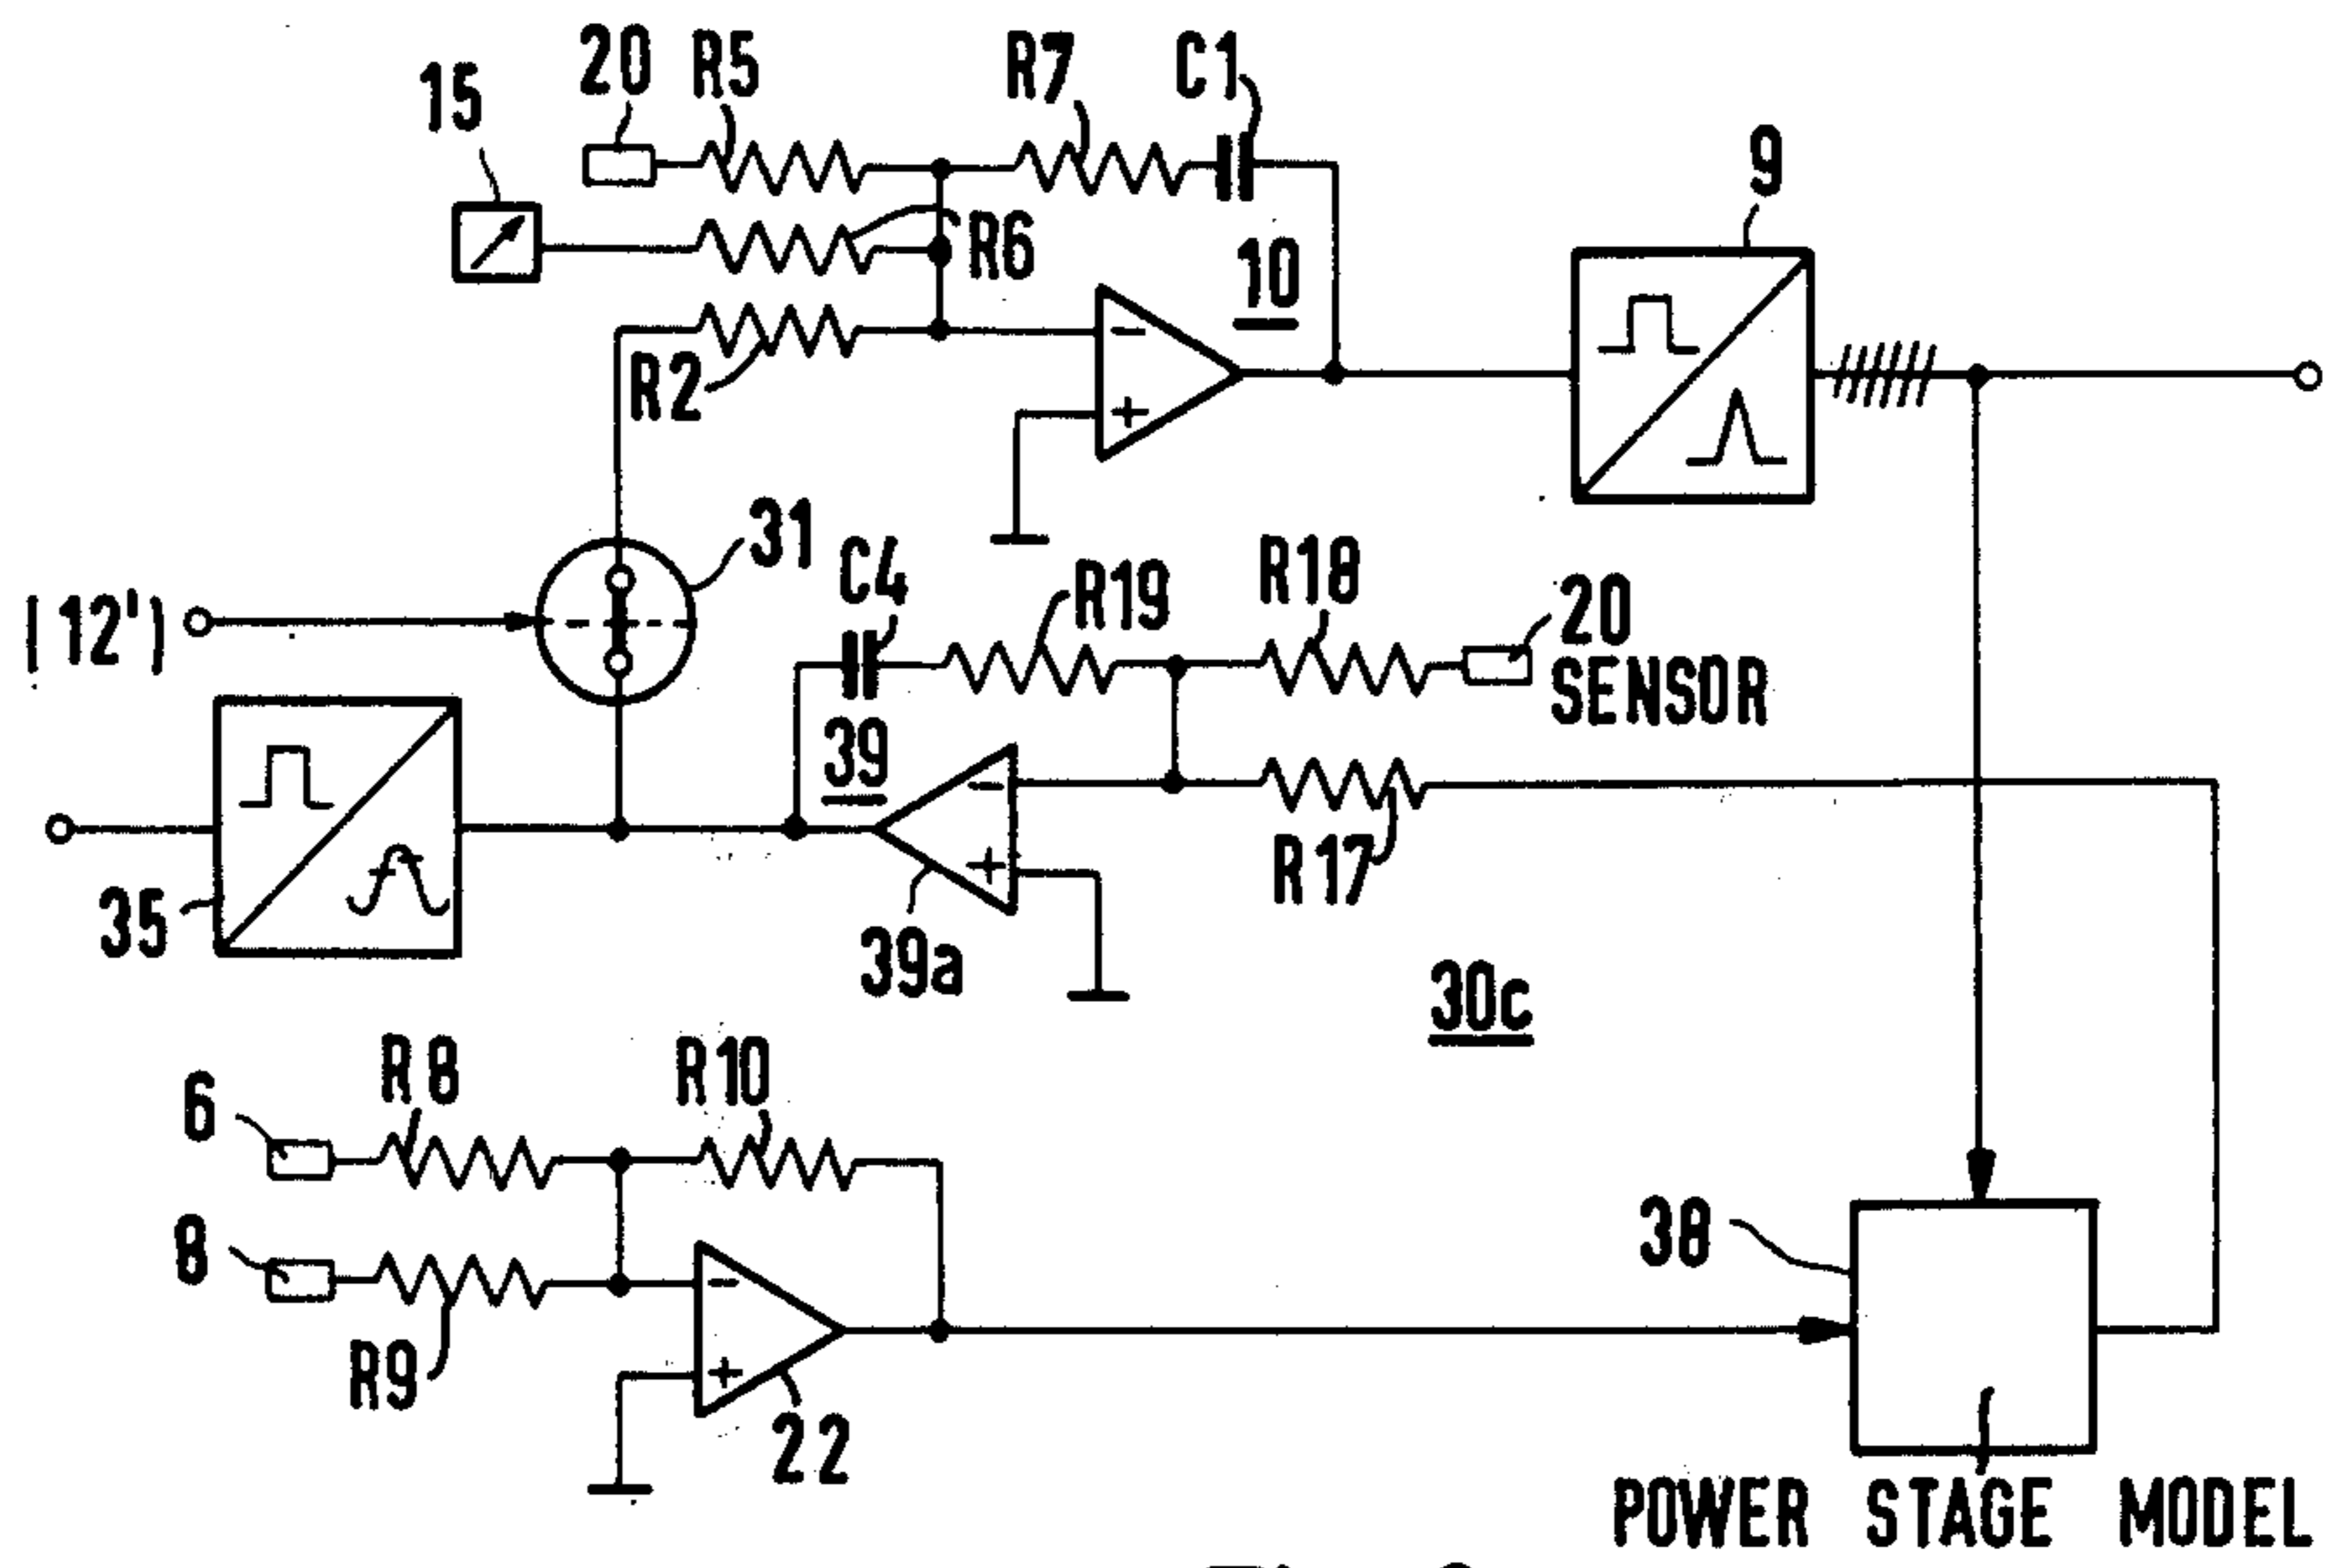 20 R5 R7 C1
15
9
R6
10
R2
-
+
31
C4
R19 R18
20
SENSOR
(12')
39
-
+
R17
35
39a
30c
R8 R10
6
8
R9
-
+
22
38
POWER STAGE MODEL